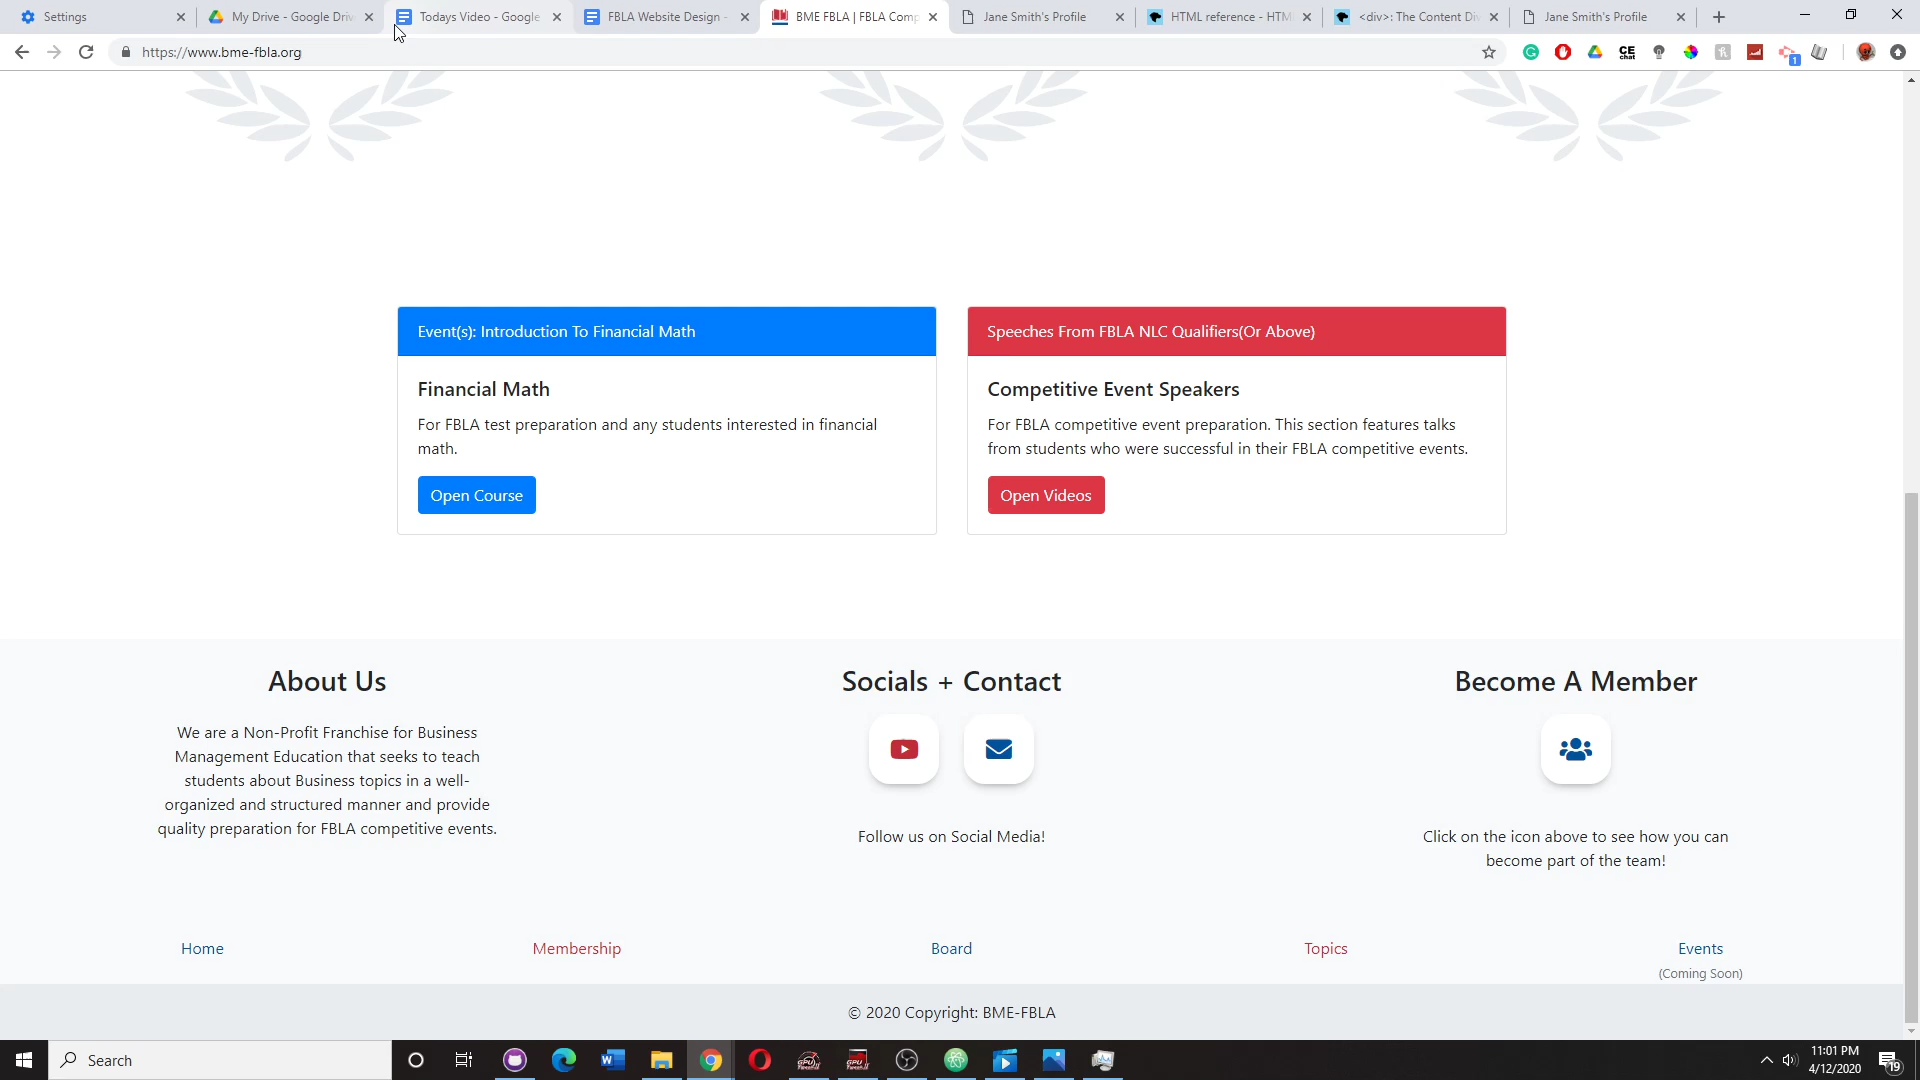 Settings
My Drive - Google Driv
Todays Video - Google
FBLA Website Design -
BME FBLA | FBLA Comp
Jane Smith's Profile
HTML reference - HTM
<div>: The Content Di
Jane Smith's Profile
https://www.bme-fbla.org
CE
chat
1
Event(s): Introduction To Financial Math
Financial Math
For FBLA test preparation and any students interested in financial
math.
Open Course
Speeches From FBLA NLC Qualifiers(Or Above)
Competitive Event Speakers
For FBLA competitive event preparation. This section features talks
from students who were successful in their FBLA competitive events.
Open Videos
About Us
We are a Non-Profit Franchise for Business
Management Education that seeks to teach
students about Business topics in a well-
organized and structured manner and provide
quality preparation for FBLA competitive events.
Socials + Contact
Follow us on Social Media!
Become A Member
Click on the icon above to see how you can
become part of the team!
Home
Membership
Board
Topics
Events
(Coming Soon)
© 2020 Copyright: BME-FBLA
Search
11:01 PM
4/12/2020
19